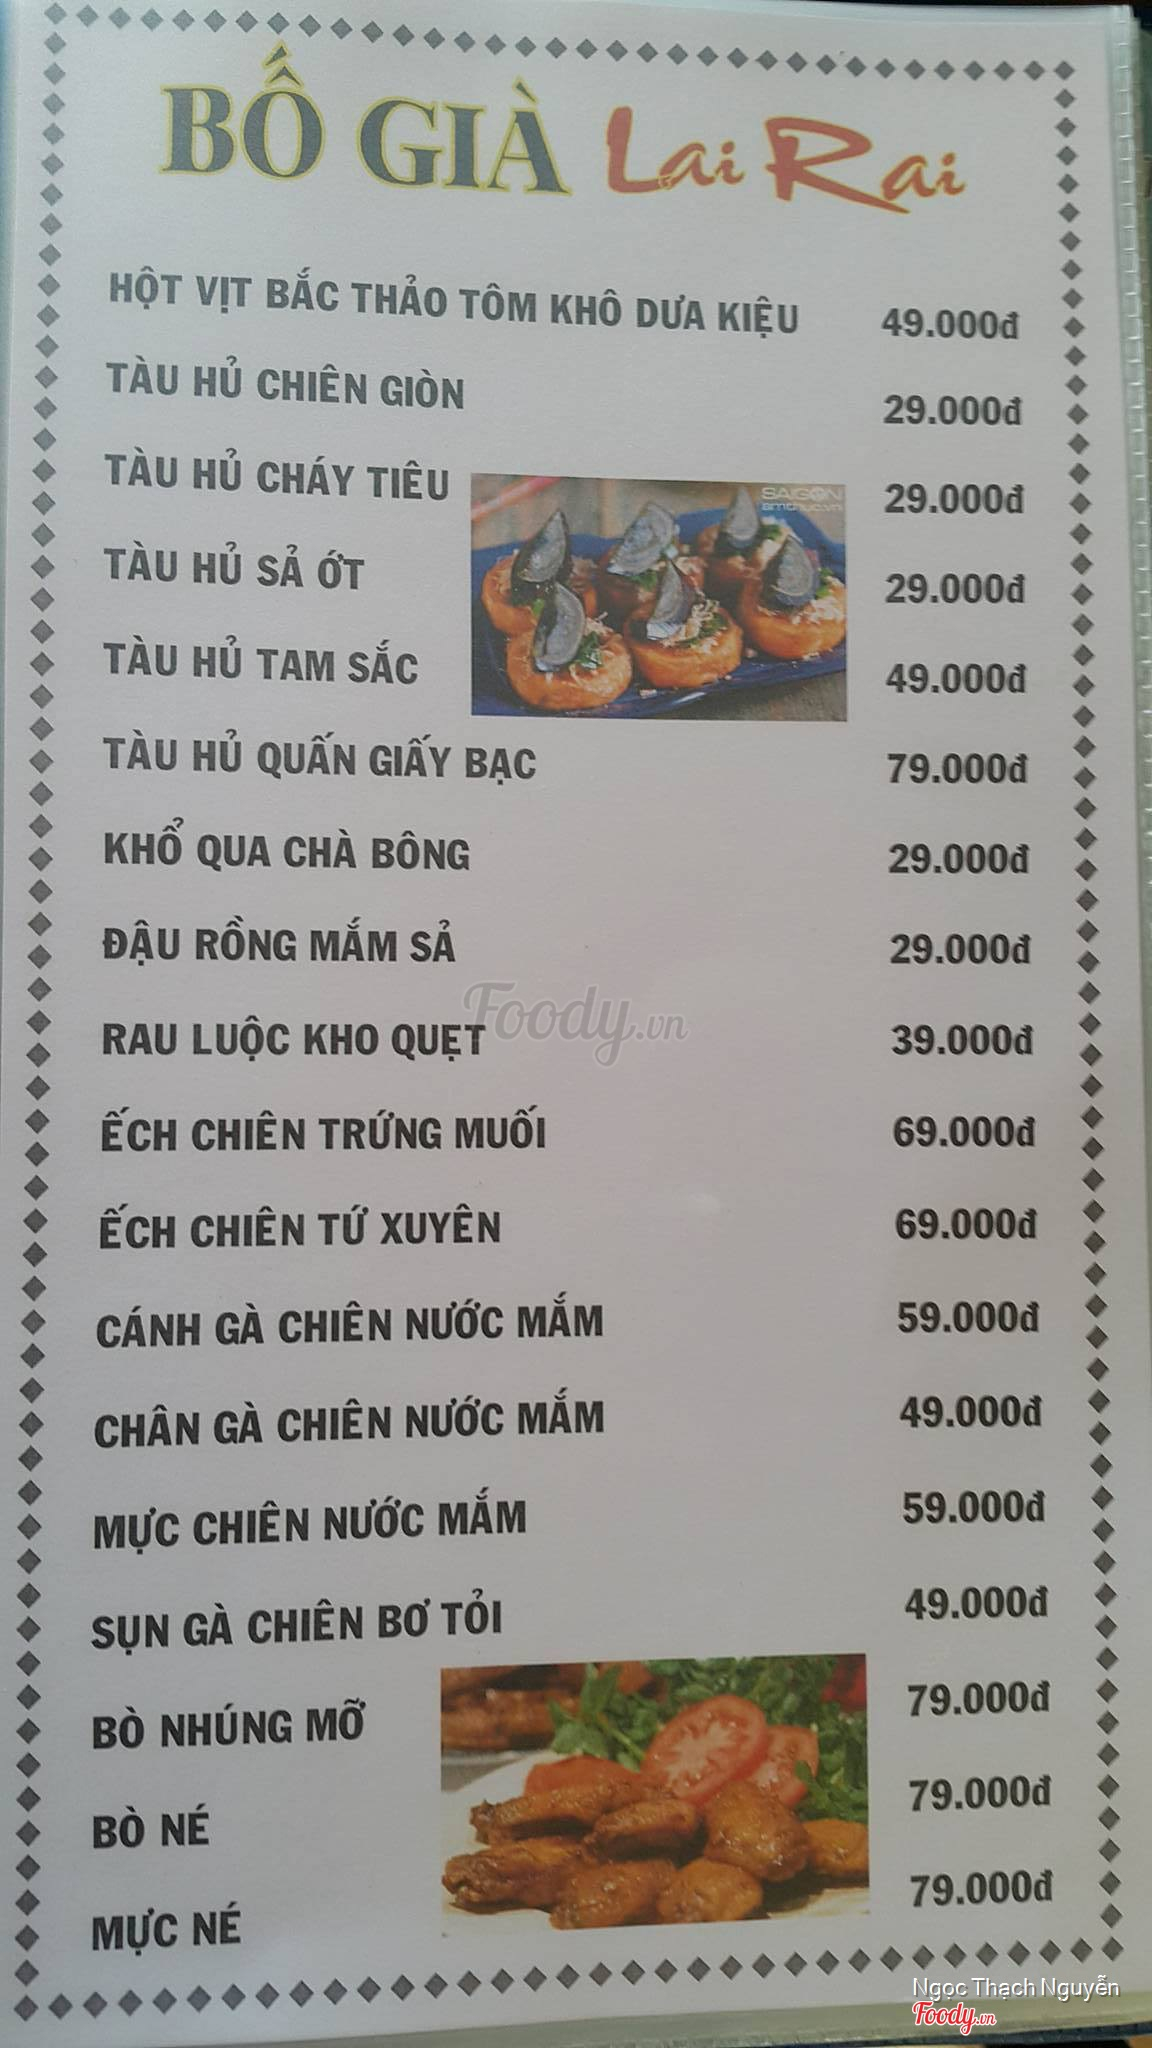 BỐ GIÀ Lai Rai
HỘT VỊT BẮC THẢO TÔM KHÔ DƯA KIỆU 49.000đ
TÀU HỦ CHIÊN GIÒN 29.000đ
TÀU HỦ CHÁY TIÊU 29.000đ
SAIGON
amthuc.vn
TÀU HỦ SẢ ỚT 29.000đ
TÀU HỦ TAM SẮC 49.000đ
TÀU HỦ QUẤN GIẤY BẠC 79.000đ
KHỔ QUA CHÀ BÔNG 29.000đ
ĐẬU RỒNG MẮM SẢ 29.000đ
Foody.vn
RAU LUỘC KHO QUẸT 39.000đ
ẾCH CHIÊN TRỨNG MUỐI 69.000đ
ẾCH CHIÊN TỨ XUYÊN 69.000đ
CÁNH GÀ CHIÊN NƯỚC MẮM 59.000đ
CHÂN GÀ CHIÊN NƯỚC MẮM 49.000đ
MỰC CHIÊN NƯỚC MẮM 59.000đ
SỤN GÀ CHIÊN BƠ TỎI 49.000đ
BÒ NHÚNG MỠ 79.000đ
BÒ NÉ 79.000đ
MỰC NÉ 79.000đ
Ngọc Thạch Nguyễn
Foody.vn